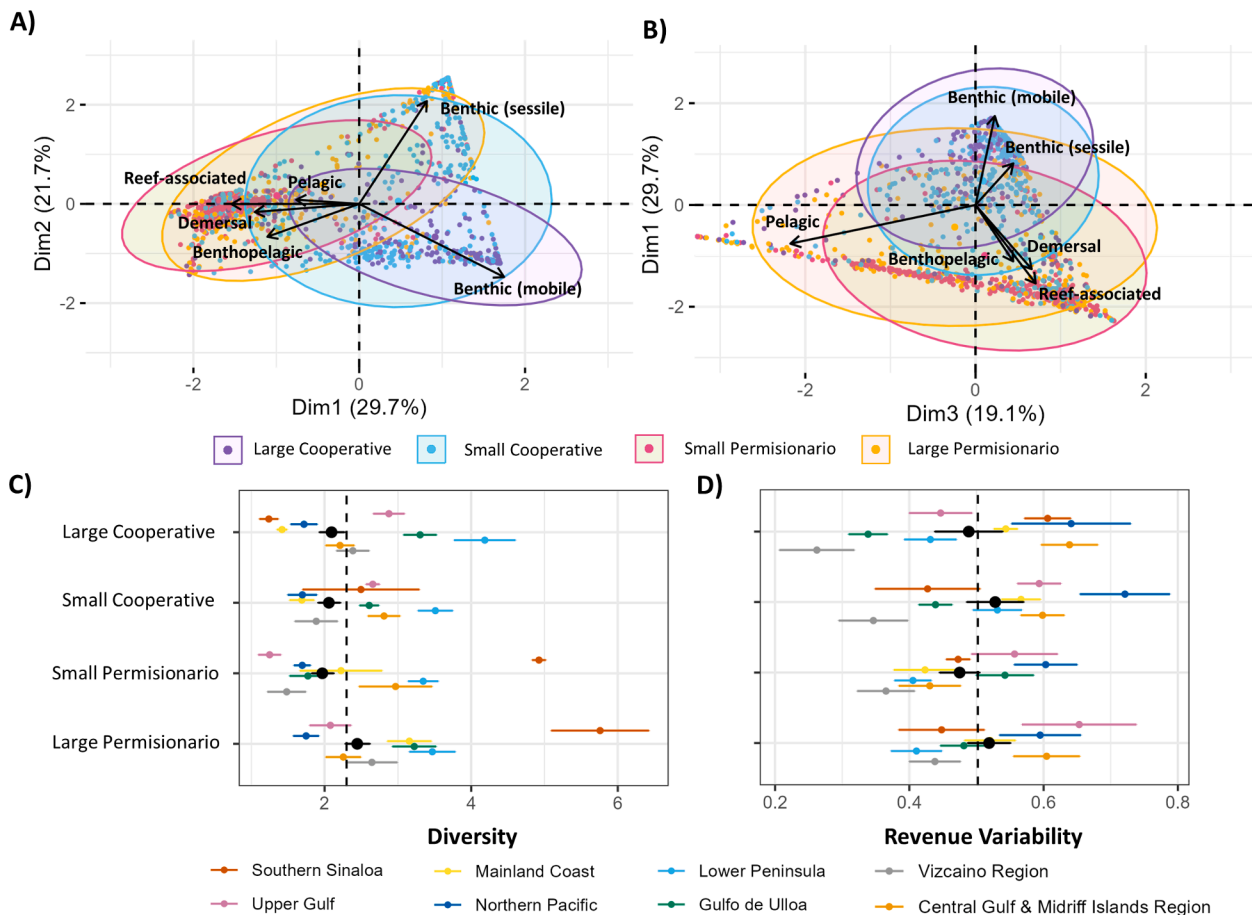 A)
B)
Benthic (sessile)
Reef-associated
Pelagic
Demersal
Benthopelagic
Benthic (mobile)
2
0
-2
Dim2 (21.7%)
-2
0
2
Dim1 (29.7%)
Benthic (mobile)
Benthic (sessile)
Pelagic
Demersal
Benthopelagic
Reef-associated
2
0
-2
Dim1 (29.7%)
-2
0
2
Dim3 (19.1%)
Large Cooperative
Small Cooperative
Small Permisionario
Large Permisionario
C)
D)
Large Cooperative
Small Cooperative
Small Permisionario
Large Permisionario
2
4
6
Diversity
0.2
0.4
0.6
0.8
Revenue Variability
Southern Sinaloa
Mainland Coast
Lower Peninsula
Vizcaino Region
Upper Gulf
Northern Pacific
Gulfo de Ulloa
Central Gulf & Midriff Islands Region